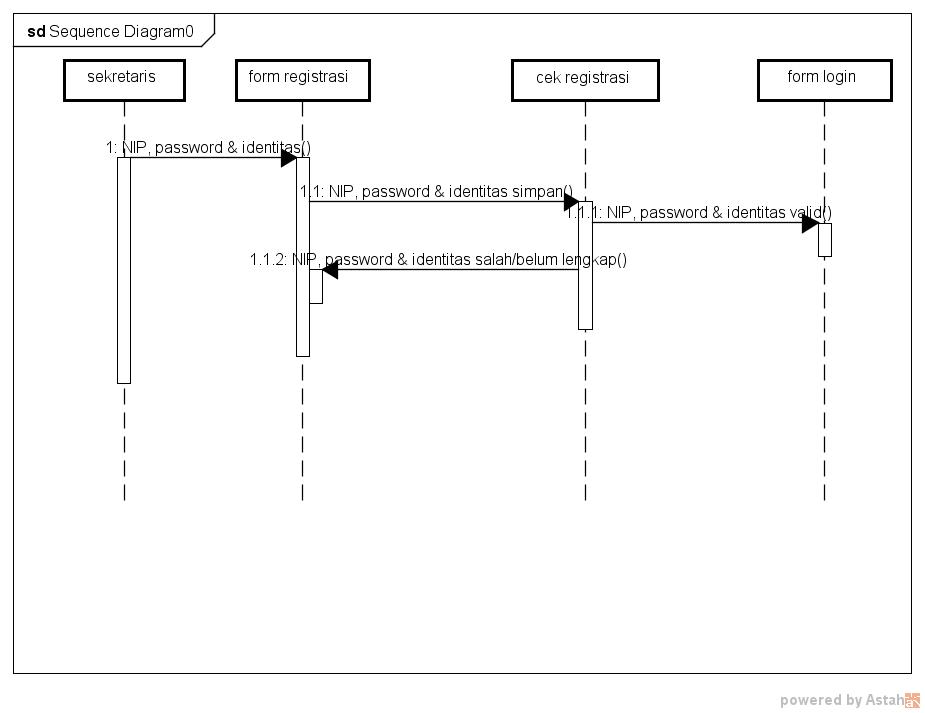 sd Sequence Diagram0
sekretaris
form registrasi
cek registrasi
form login
1: NIP, password & identitas()
1.1: NIP, password & identitas simpan()
1.1.1: NIP, password & identitas valid()
1.1.2: NIP, password & identitas salah/belum lengkap()
powered by Astah